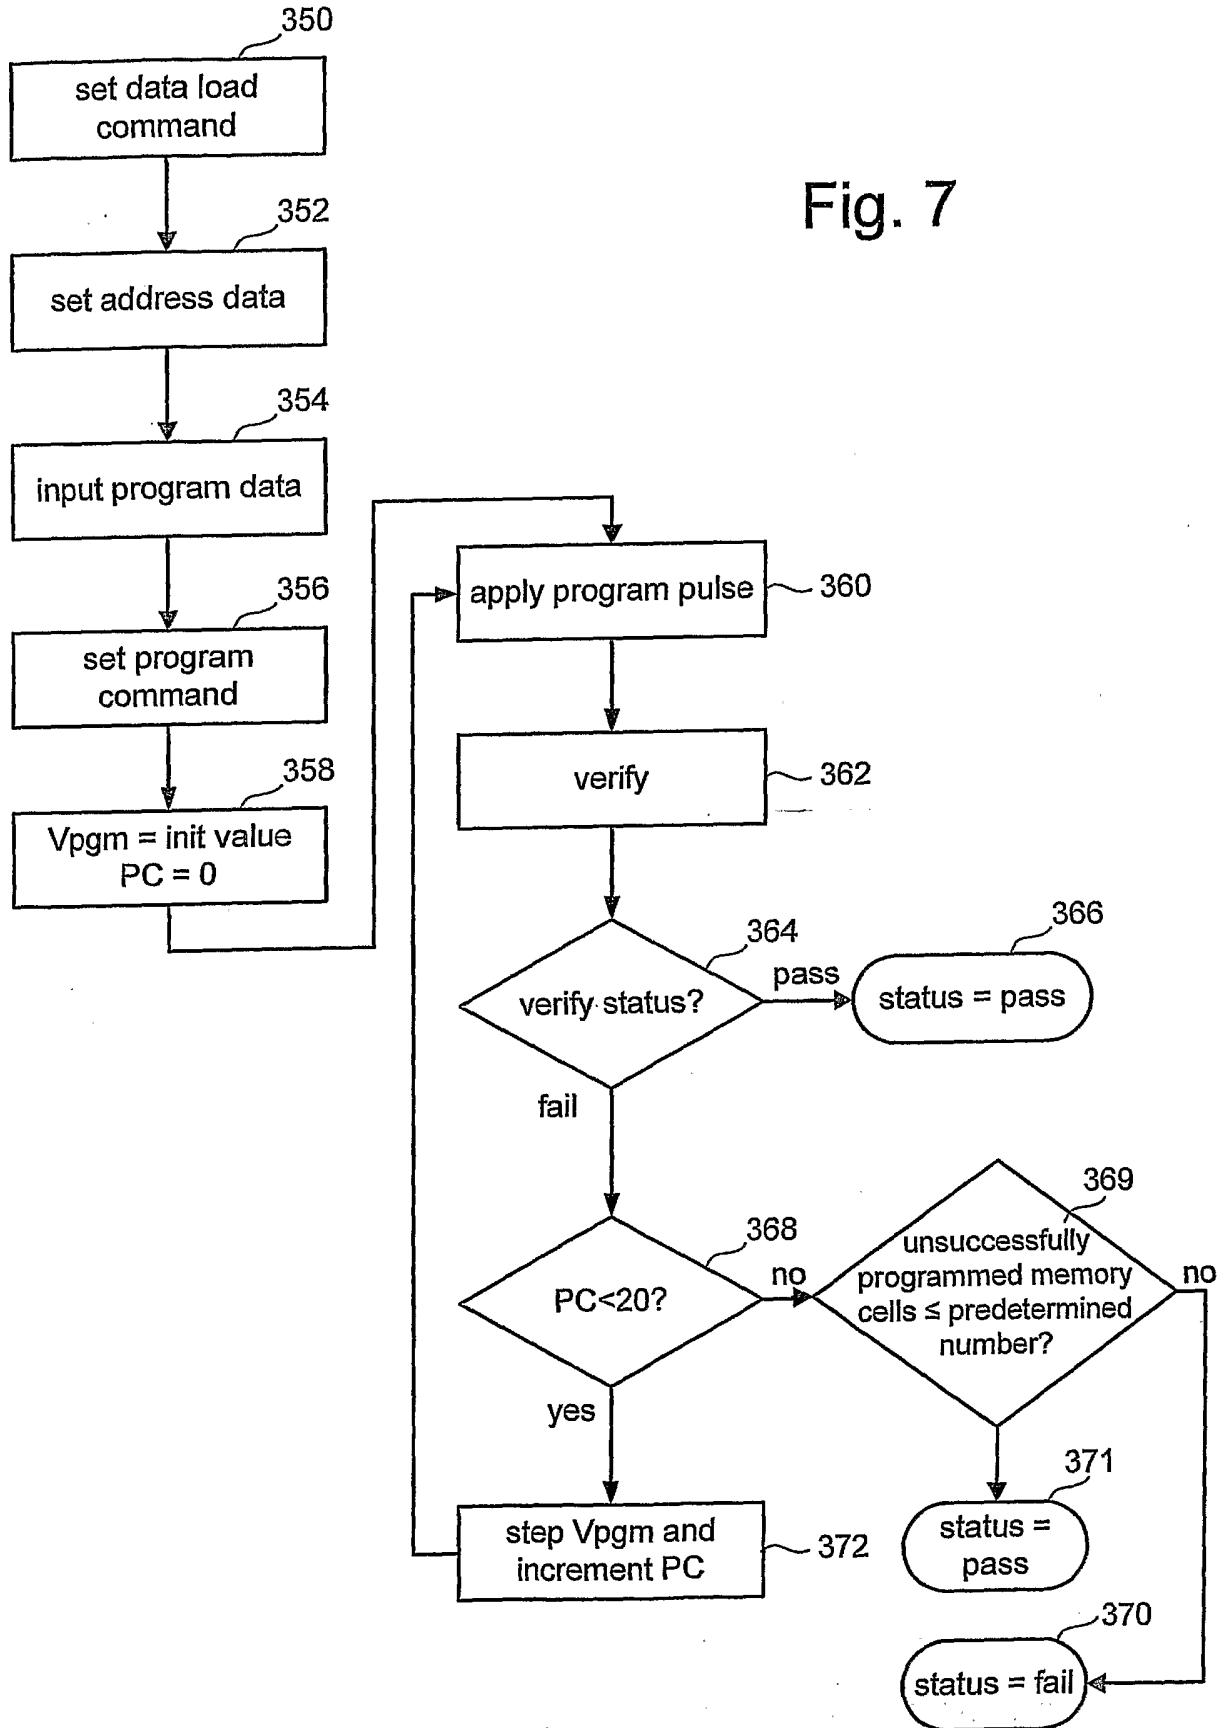 350
set data load
command
Fig. 7
352
set address data
354
input program data
356
set program
command
358
Vpgm = init value
PC = 0
apply program pulse
360
verify
362
364
verify status?
pass
366
status = pass
fail
368
PC<20?
no
369
unsuccessfully
programmed memory
cells ≤ predetermined
number?
no
yes
371
status =
pass
step Vpgm and
increment PC
372
370
status = fail